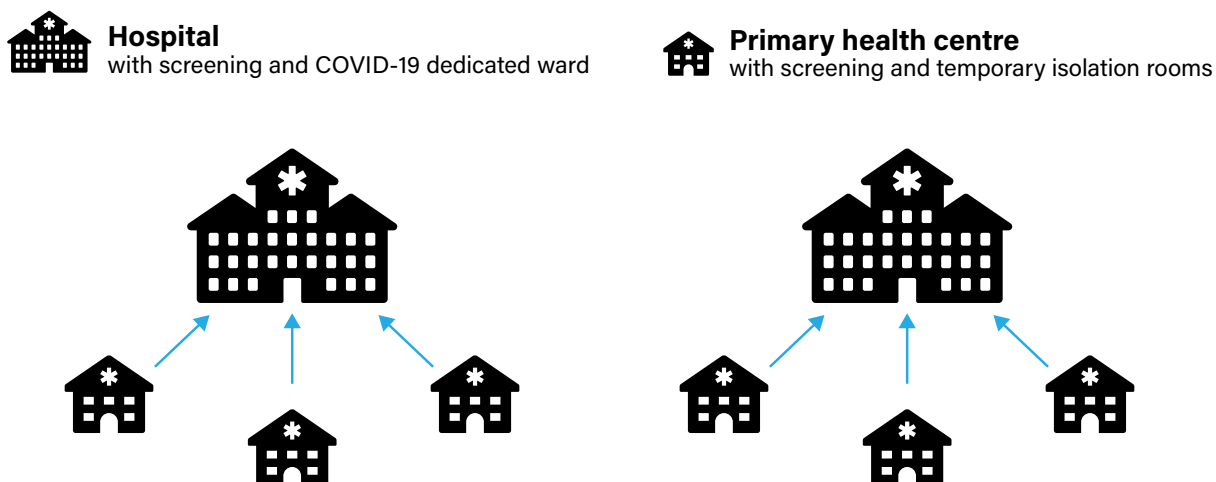 Hospital
with screening and COVID-19 dedicated ward
Primary health centre
with screening and temporary isolation rooms